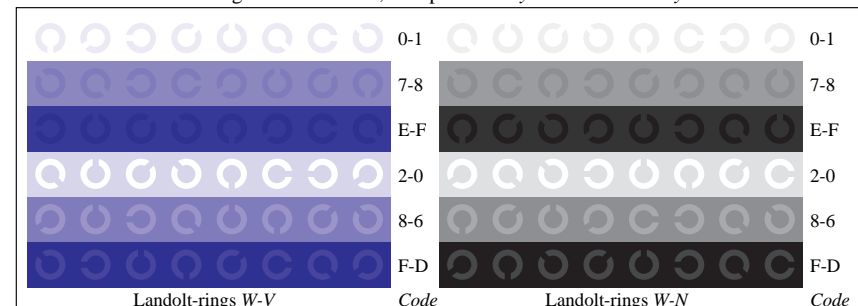 0-1 0-1
7-8 7-8
E-F E-F
2-0 2-0
8-6 8-6
F-D F-D
Landolt-rings W-V Code Landolt-rings W-N Code